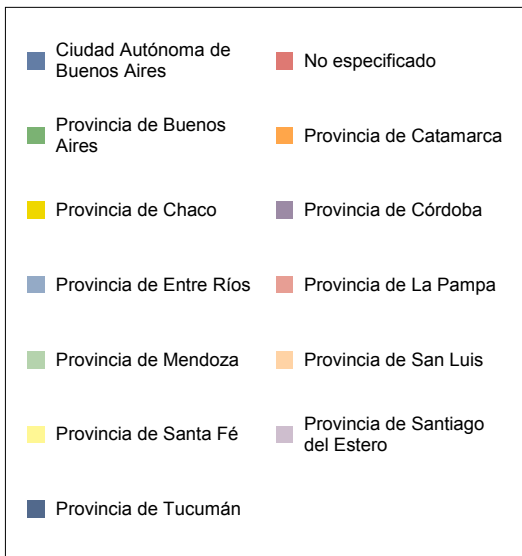 Ciudad Autónoma de
Buenos Aires
No especificado
Provincia de Buenos
Aires
Provincia de Catamarca
Provincia de Chaco
Provincia de Córdoba
Provincia de Entre Ríos
Provincia de La Pampa
Provincia de Mendoza
Provincia de San Luis
Provincia de Santa Fé
Provincia de Santiago
del Estero
Provincia de Tucumán